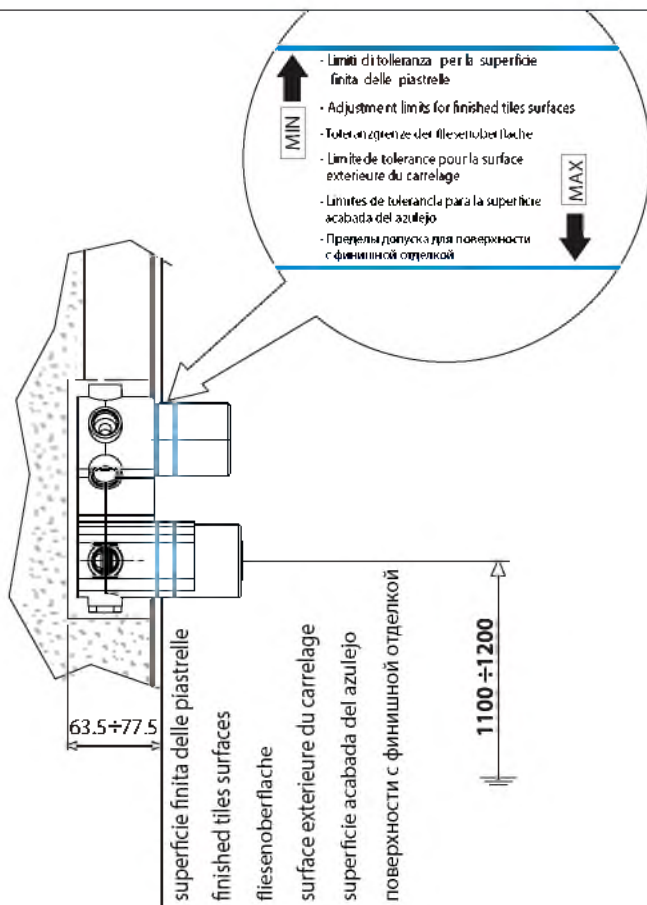 - Limiti di tolleranza per la superficie
finita delle piastrelle
- Adjustment limits for finished tiles surfaces
- Toleranzgrenze der fliesenoberflache
- Limite de tolerance pour la surface
exterieure du carrelage
- Limites de tolerancia para la superficie
acabada del azulejo
- Пределы допуска для поверхности
с финишной отделкой
MIN
MAX
63.5÷77.5
superficie finita delle piastrelle
finished tiles surfaces
fliesenoberflache
surface exterieure du carrelage
superficie acabada del azulejo
поверхности с финишной отделкой
1100 ÷1200